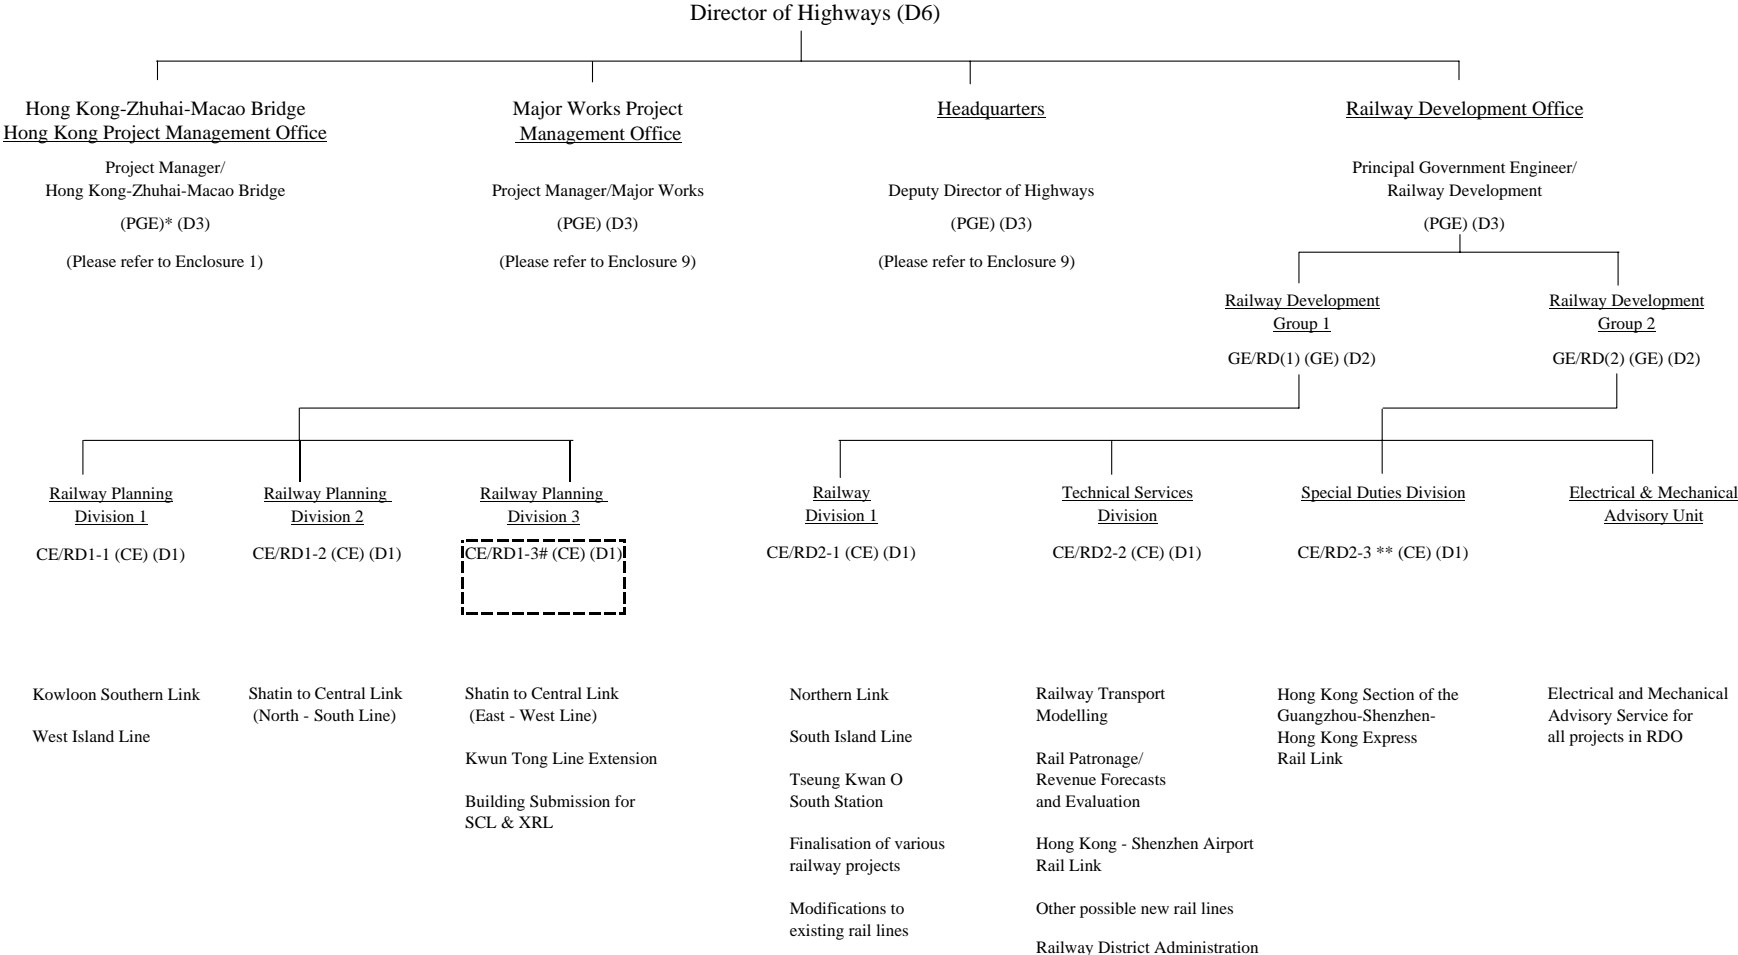 Director of Highways (D6)
Hong Kong-Zhuhai-Macao Bridge
Hong Kong Project Management Office
Project Manager/
Hong Kong-Zhuhai-Macao Bridge
(PGE)* (D3)
(Please refer to Enclosure 1)
Major Works Project
Management Office
Project Manager/Major Works
(PGE) (D3)
(Please refer to Enclosure 9)
Headquarters
Deputy Director of Highways
(PGE) (D3)
(Please refer to Enclosure 9)
Railway Development Office
Principal Government Engineer/
Railway Development
(PGE) (D3)
Railway Development
Group 1
GE/RD(1) (GE) (D2)
Railway Development
Group 2
GE/RD(2) (GE) (D2)
Railway Planning
Division 1
CE/RD1-1 (CE) (D1)
Kowloon Southern Link
West Island Line
Railway Planning
Division 2
CE/RD1-2 (CE) (D1)
Shatin to Central Link
(North - South Line)
Railway Planning
Division 3
CE/RD1-3# (CE) (D1)
Shatin to Central Link
(East - West Line)
Kwun Tong Line Extension
Building Submission for
SCL & XRL
Railway
Division 1
CE/RD2-1 (CE) (D1)
Northern Link
South Island Line
Tseung Kwan O
South Station
Finalisation of various
railway projects
Modifications to
existing rail lines
Technical Services
Division
CE/RD2-2 (CE) (D1)
Railway Transport
Modelling
Rail Patronage/
Revenue Forecasts
and Evaluation
Hong Kong - Shenzhen Airport
Rail Link
Other possible new rail lines
Railway District Administration
Special Duties Division
CE/RD2-3 ** (CE) (D1)
Hong Kong Section of the
Guangzhou-Shenzhen-
Hong Kong Express
Rail Link
Electrical & Mechanical
Advisory Unit
Electrical and Mechanical
Advisory Service for
all projects in RDO